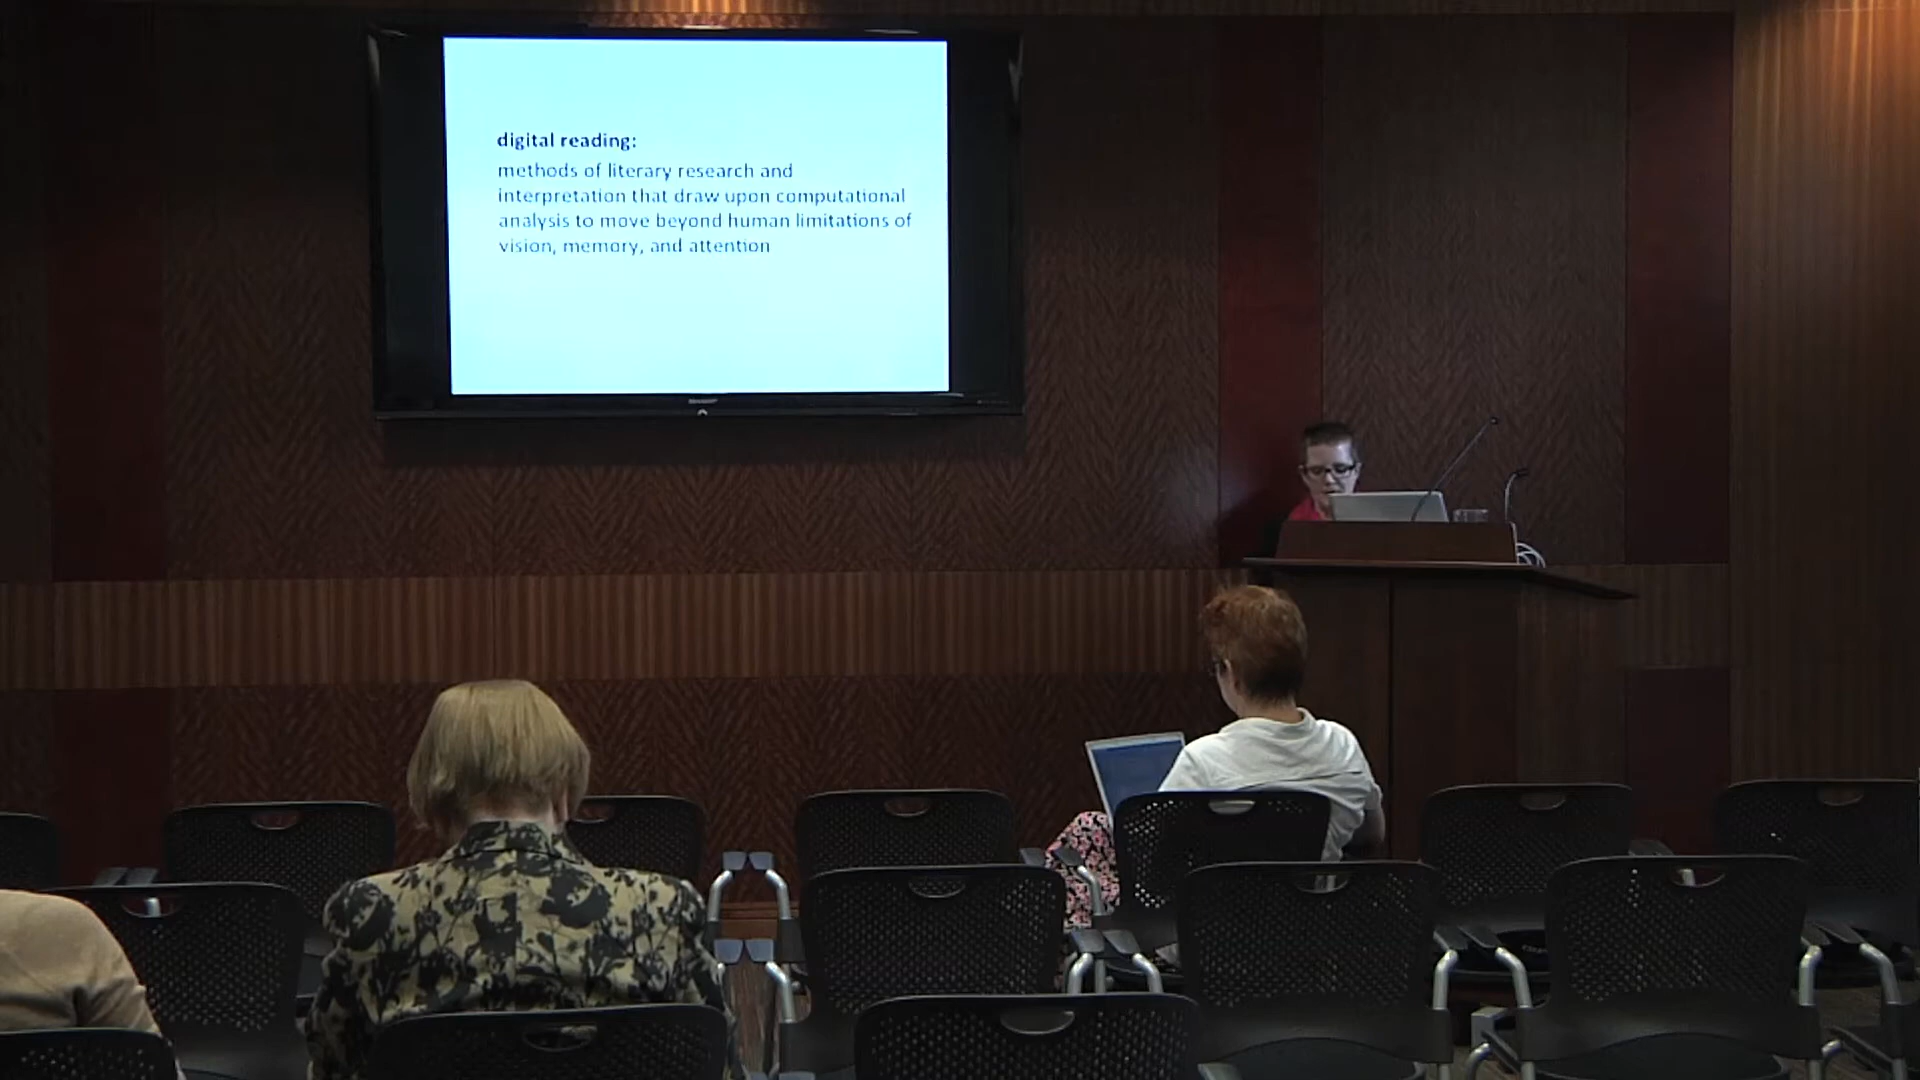 digital reading:
methods of literary research and
interpretation that draw upon computational
analysis to move beyond human limitations of
vision, memory, and attention